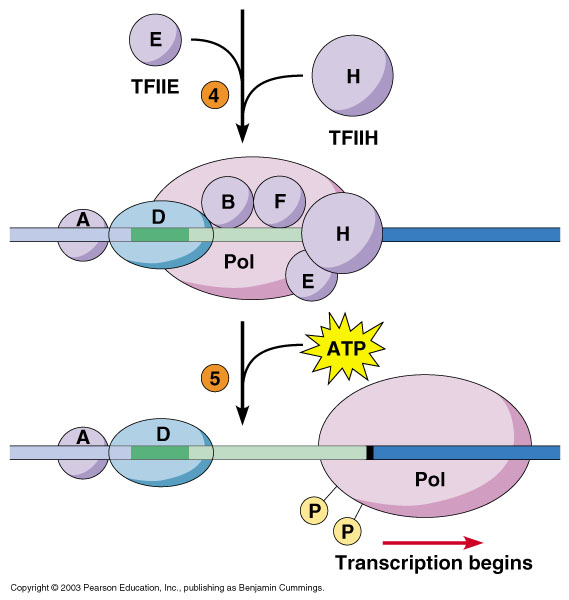 E
TFIIE
4
H
TFIIH
A
D
B
F
H
Pol
E
5
ATP
A
D
Pol
P
P
Transcription begins
Copyright © 2003 Pearson Education, Inc., publishing as Benjamin Cummings.